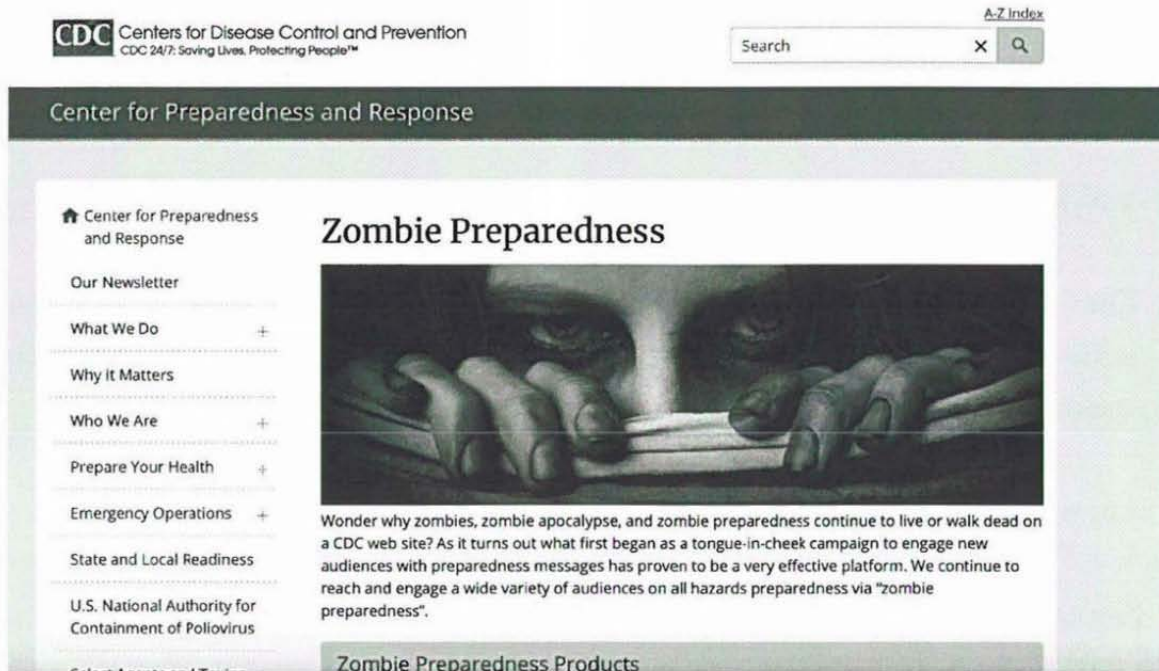 A-Z Index
CDC Centers for Disease Control and Prevention
CDC 24/7: Saving Lives. Protecting People™
Search
Center for Preparedness and Response
Center for Preparedness
and Response
Our Newsletter
What We Do
Why it Matters
Who We Are
Prepare Your Health
Emergency Operations
State and Local Readiness
U.S. National Authority for
Containment of Poliovirus
Zombie Preparedness
Wonder why zombies, zombie apocalypse, and zombie preparedness continue to live or walk dead on
a CDC web site? As it turns out what first began as a tongue-in-cheek campaign to engage new
audiences with preparedness messages has proven to be a very effective platform. We continue to
reach and engage a wide variety of audiences on all hazards preparedness via "zombie
preparedness".
Zombie Preparedness Products